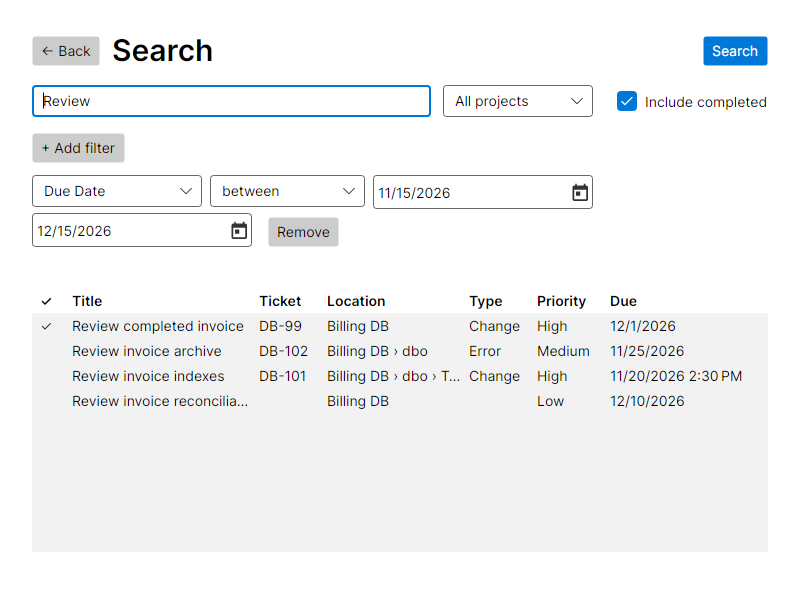 ← Back Search Search
Review All projects Include completed
+ Add filter
Due Date between 11/15/2026
12/15/2026 Remove
✓ Title Ticket Location Type Priority Due
✓ Review completed invoice DB-99 Billing DB Change High 12/1/2026
Review invoice archive DB-102 Billing DB › dbo Error Medium 11/25/2026
Review invoice indexes DB-101 Billing DB › dbo › T... Change High 11/20/2026 2:30 PM
Review invoice reconcilia... Billing DB Low 12/10/2026